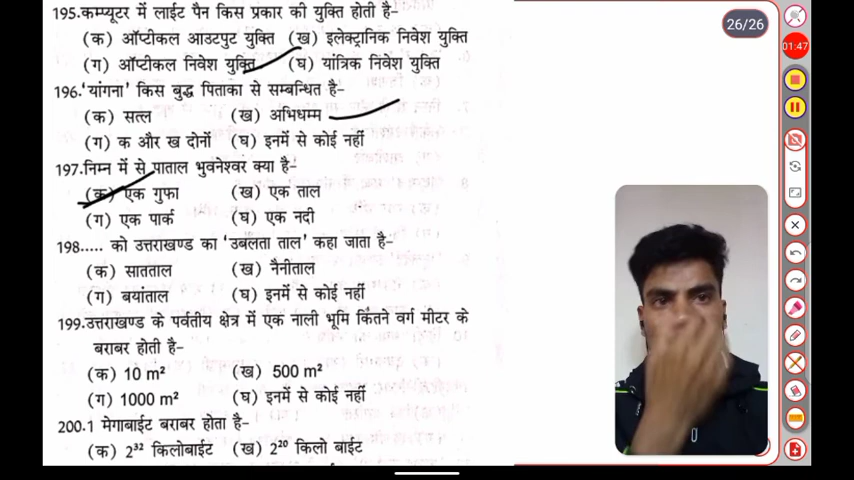 195.कम्प्यूटर में लाईट पैन किस प्रकार की युक्ति होती है-
(क) ऑप्टीकल आउटपुट युक्ति (ख) इलेक्ट्रानिक निवेश युक्ति
(ग) ऑप्टीकल निवेश युक्ति (घ) यांत्रिक निवेश युक्ति
196.'यांगना' किस बुद्ध पिताका से सम्बन्धित है-
(क) सत्ल (ख) अभिधम्म
(ग) क और ख दोनों (घ) इनमें से कोई नहीं
197.निम्न में से पाताल भुवनेश्वर क्या है-
(क) एक गुफा (ख) एक ताल
(ग) एक पार्क (घ) एक नदी
198..... को उत्तराखण्ड का 'उबलता ताल' कहा जाता है-
(क) सातताल (ख) नैनीताल
(ग) बयांताल (घ) इनमें से कोई नहीं
199.उत्तराखण्ड के पर्वतीय क्षेत्र में एक नाली भूमि कितने वर्ग मीटर के
बराबर होती है-
(क) 10 m² (ख) 500 m²
(ग) 1000 m² (घ) इनमें से कोई नहीं
200.1 मेगाबाईट बराबर होता है-
(क) 2³² किलोबाईट (ख) 2²⁰ किलो बाईट
26/26
01:47